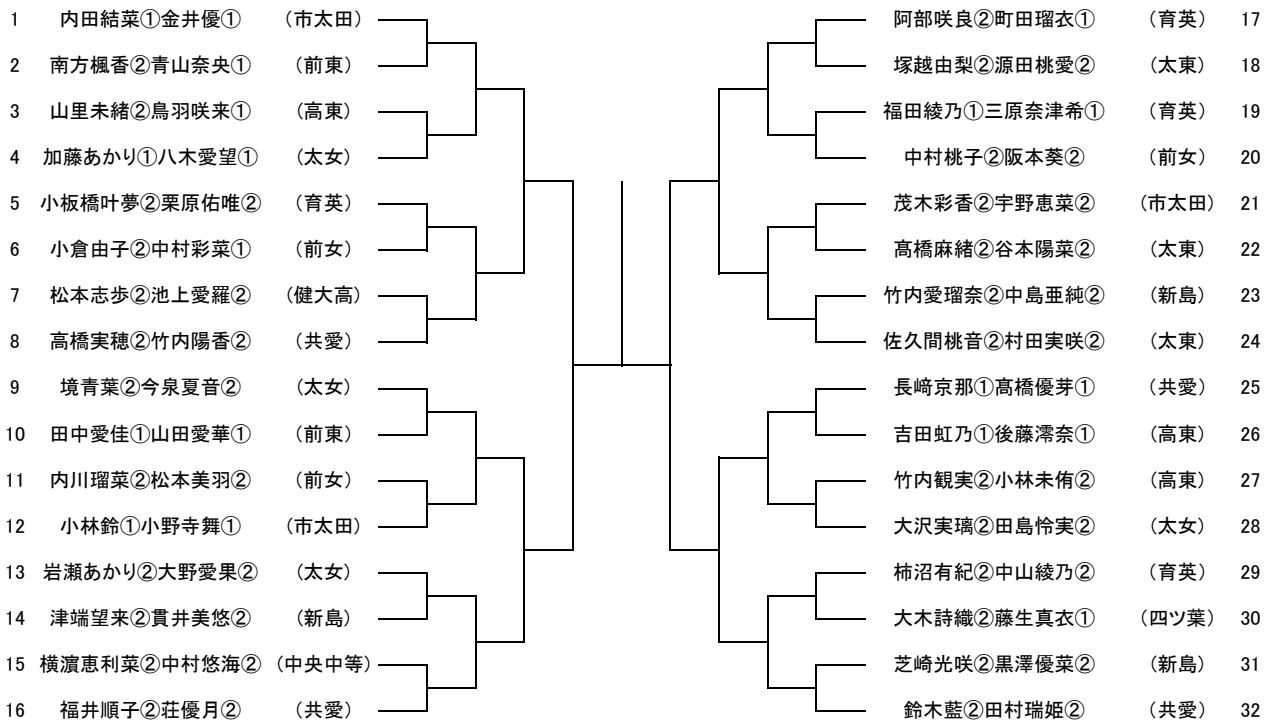 1 内田結菜①金井優① （市太田）
2 南方楓香②青山奈央① （前東）
3 山里未緒②鳥羽咲来① （高東）
4 加藤あかり①八木愛望① （太女）
5 小板橋叶夢②栗原佑唯② （育英）
6 小倉由子②中村彩菜① （前女）
7 松本志歩②池上愛羅② （健大高）
8 高橋実穂②竹内陽香② （共愛）
9 境青葉②今泉夏音② （太女）
10 田中愛佳①山田愛華① （前東）
11 内川瑠菜②松本美羽② （前女）
12 小林鈴①小野寺舞① （市太田）
13 岩瀬あかり②大野愛果② （太女）
14 津端望来②貫井美悠② （新島）
15 横濵恵利菜②中村悠海② （中央中等）
16 福井順子②荘優月② （共愛）
阿部咲良②町田瑠衣① （育英） 17
塚越由梨②源田桃愛② （太東） 18
福田綾乃①三原奈津希① （育英） 19
中村桃子②阪本葵② （前女） 20
茂木彩香②宇野恵菜② （市太田） 21
髙橋麻緒②谷本陽菜② （太東） 22
竹内愛瑠奈②中島亜純② （新島） 23
佐久間桃音②村田実咲② （太東） 24
長﨑京那①髙橋優芽① （共愛） 25
吉田虹乃①後藤澪奈① （高東） 26
竹内観実②小林未侑② （高東） 27
大沢実璃②田島怜実② （太女） 28
柿沼有紀②中山綾乃② （育英） 29
大木詩織②藤生真衣① （四ツ葉） 30
芝崎光咲②黒澤優菜② （新島） 31
鈴木藍②田村瑞姫② （共愛） 32